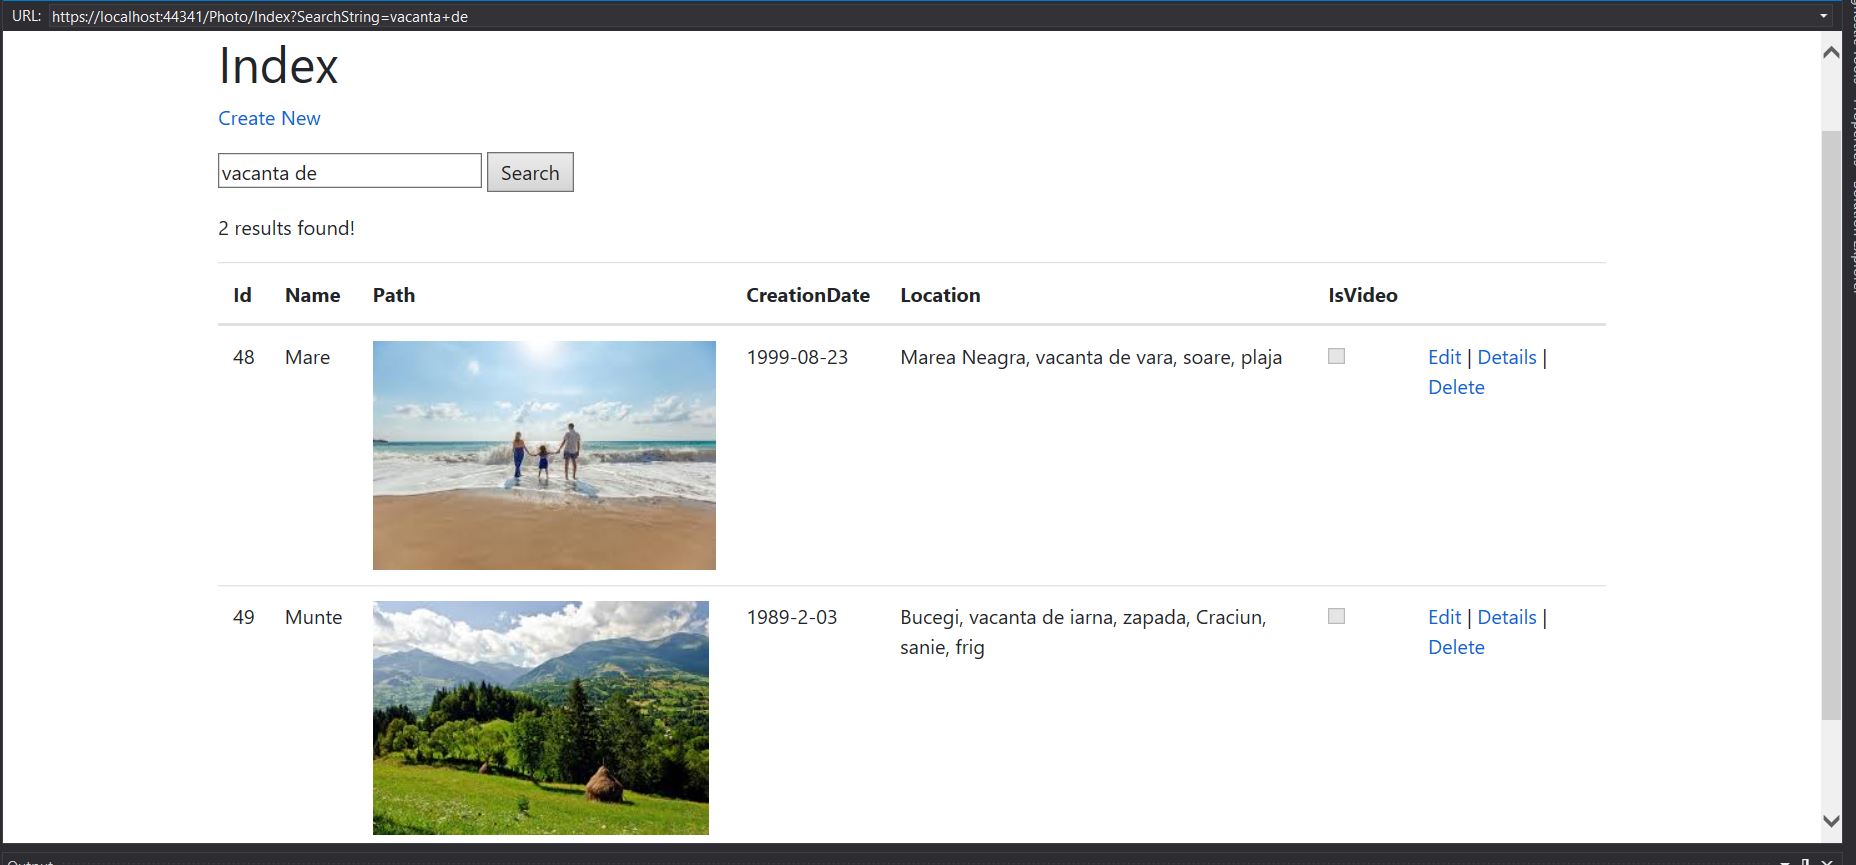 URL: https://localhost:44341/Photo/Index?SearchString=vacanta+de
Index
Create New
vacanta de Search
2 results found!
Id Name Path CreationDate Location IsVideo
48 Mare 1999-08-23 Marea Neagra, vacanta de vara, soare, plaja Edit | Details |
Delete
49 Munte 1989-2-03 Bucegi, vacanta de iarna, zapada, Craciun, Edit | Details |
sanie, frig Delete